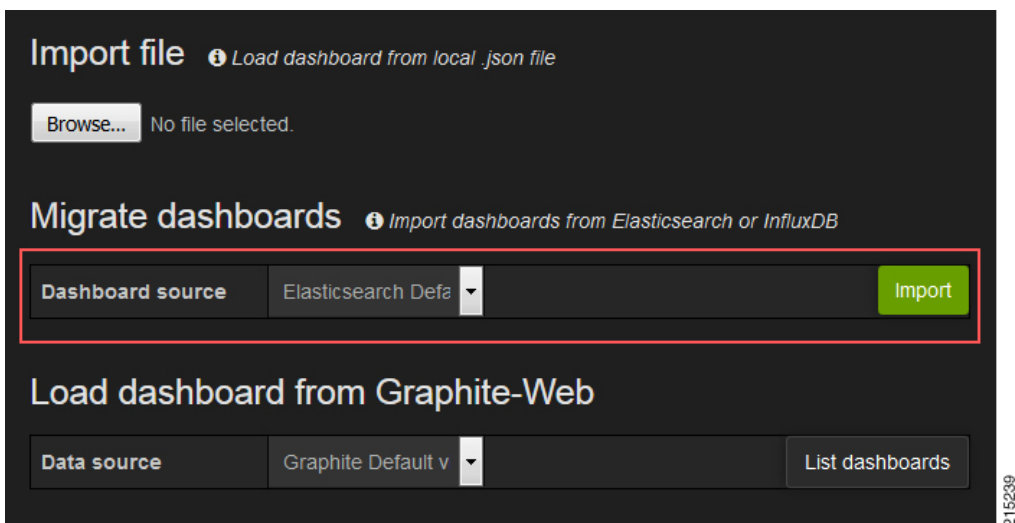 Import file Load dashboard from local .json file
Browse... No file selected.
Migrate dashboards Import dashboards from Elasticsearch or InfluxDB
Dashboard source Elasticsearch Defa Import
Load dashboard from Graphite-Web
Data source Graphite Default v List dashboards
215239